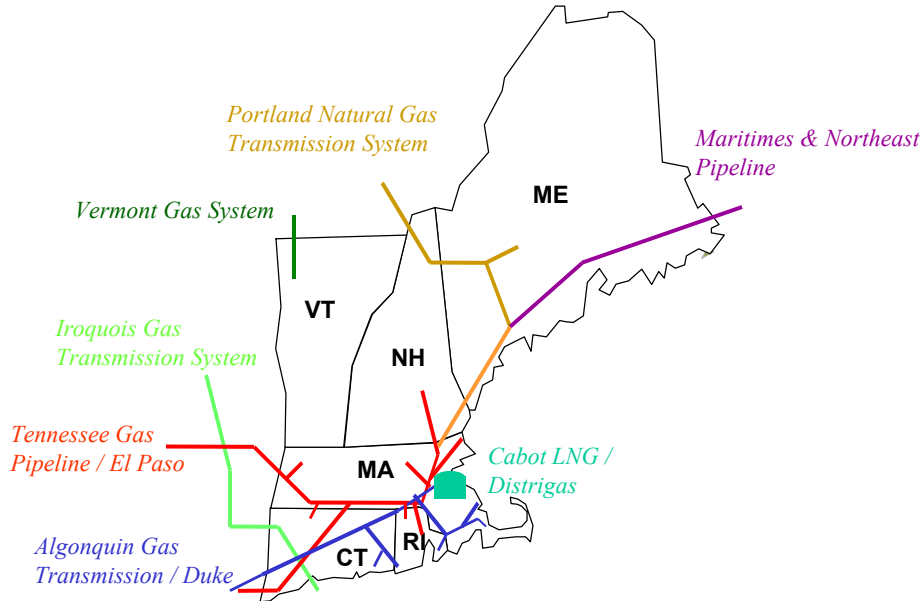 Portland Natural Gas
Transmission System
Maritimes & Northeast
Pipeline
ME
Vermont Gas System
VT
Iroquois Gas
Transmission System
NH
Tennessee Gas
Pipeline / El Paso
MA
Cabot LNG /
Distrigas
Algonquin Gas
Transmission / Duke
CT
RI